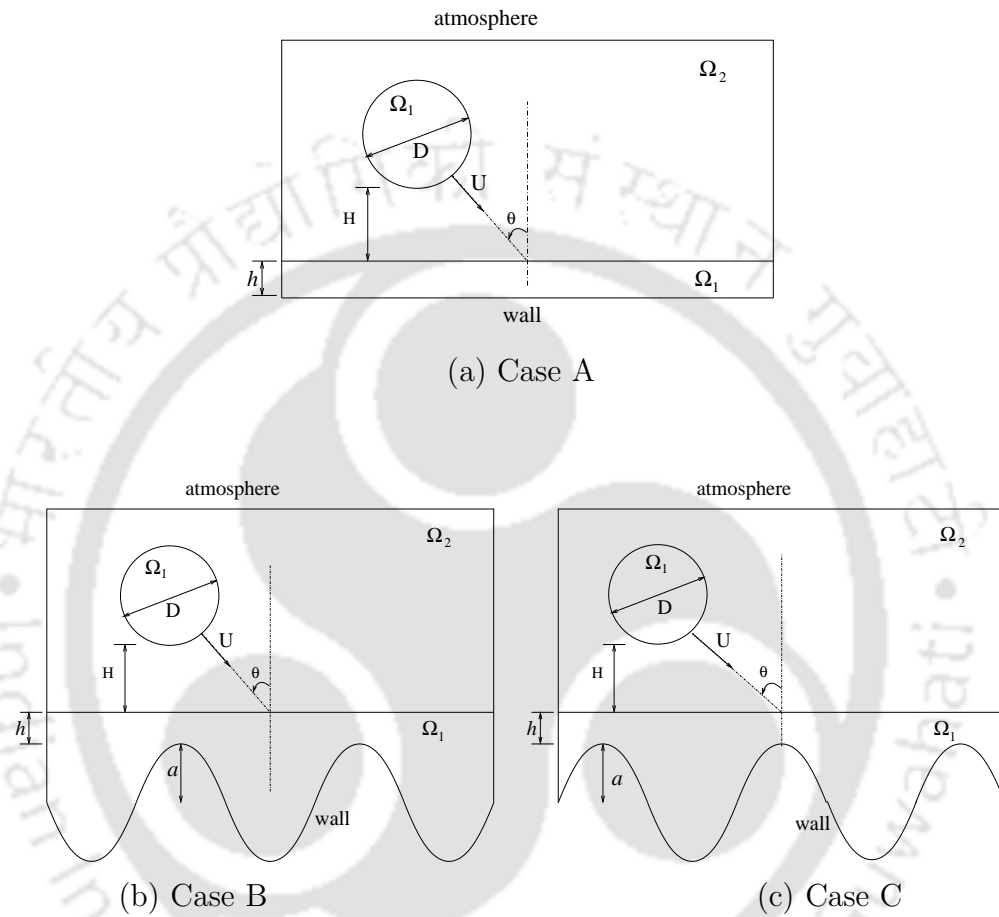 atmosphere
Ω₂
Ω₁
D
U
H
θ
h
Ω₁
wall
(a) Case A
atmosphere
Ω₂
Ω₁
D
U
H
θ
h
Ω₁
a
wall
(b) Case B
atmosphere
Ω₂
Ω₁
D
U
H
θ
h
Ω₁
a
wall
(c) Case C